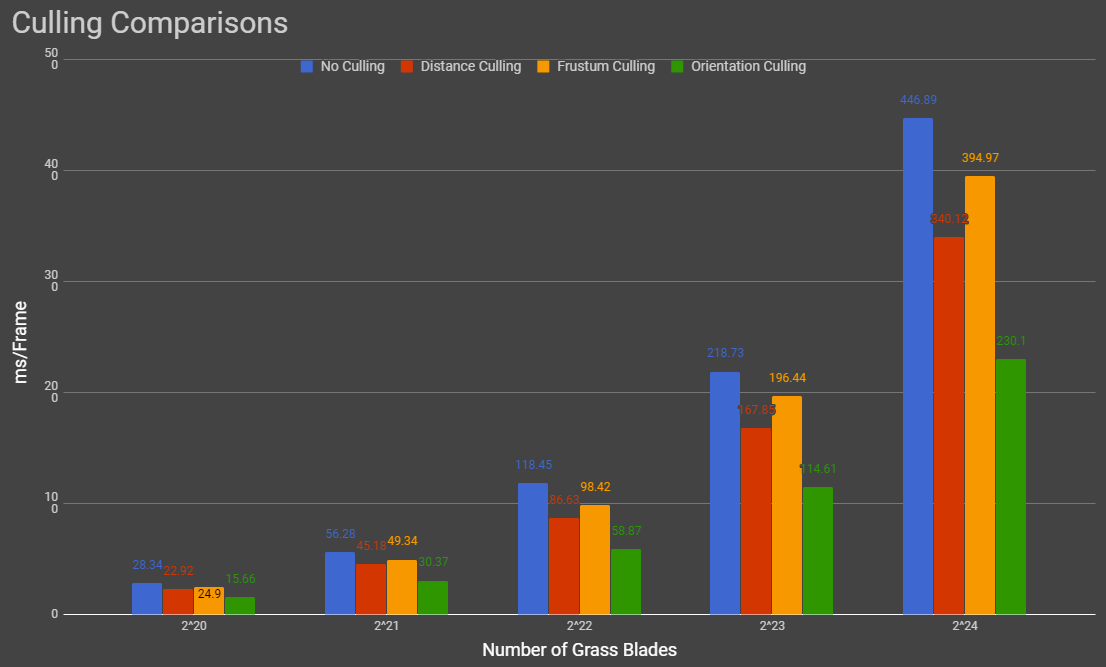 Culling Comparisons
No Culling Distance Culling Frustum Culling Orientation Culling
50
0
40
0
30
0
20
0
10
0
0
ms/Frame
28.34 22.92 24.9 15.66
56.28 45.18 49.34 30.37
118.45 86.63 98.42 58.87
218.73 167.85 196.44 114.61
446.89 340.12 394.97 230.1
2^20 2^21 2^22 2^23 2^24
Number of Grass Blades